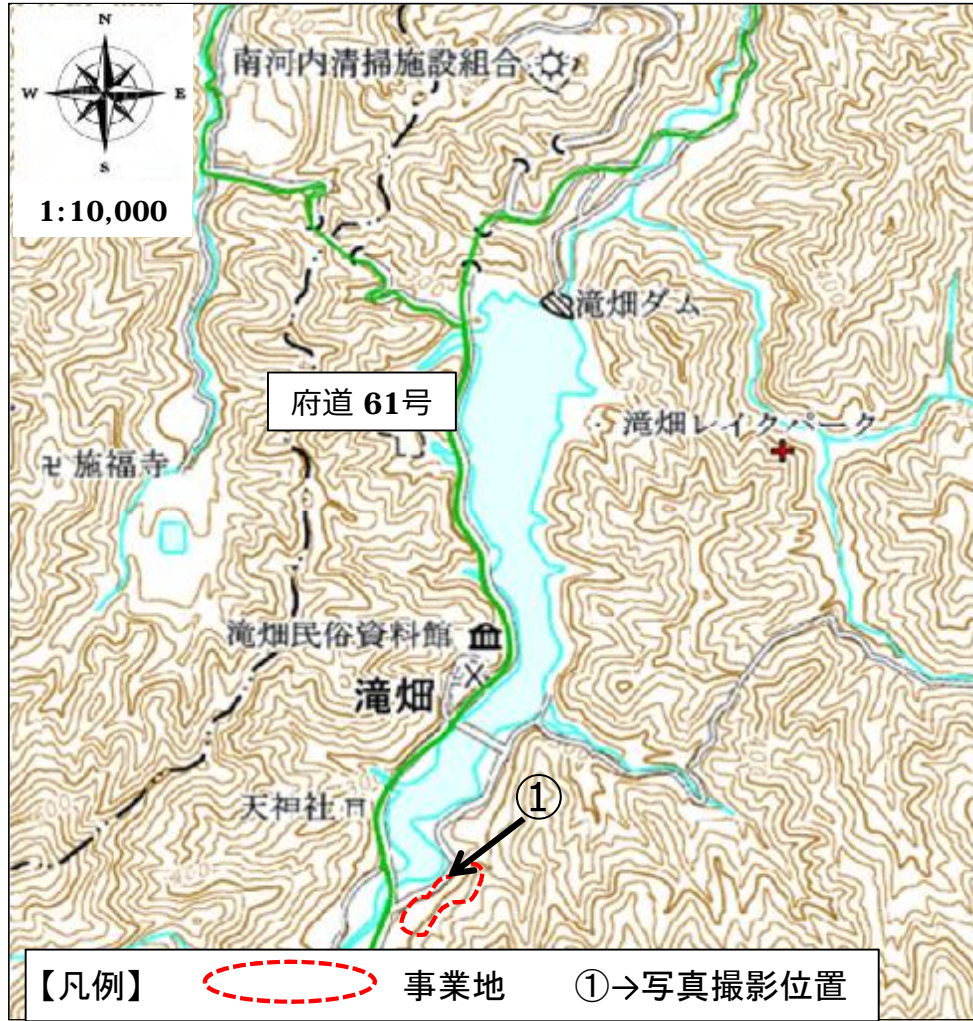 N
W
E
S
1:10,000
南河内清掃施設組合
滝畑ダム
府道 61号
滝畑レイクパーク
施福寺
滝畑民俗資料館
滝畑
天神社
①
【凡例】 事業地 ①→写真撮影位置